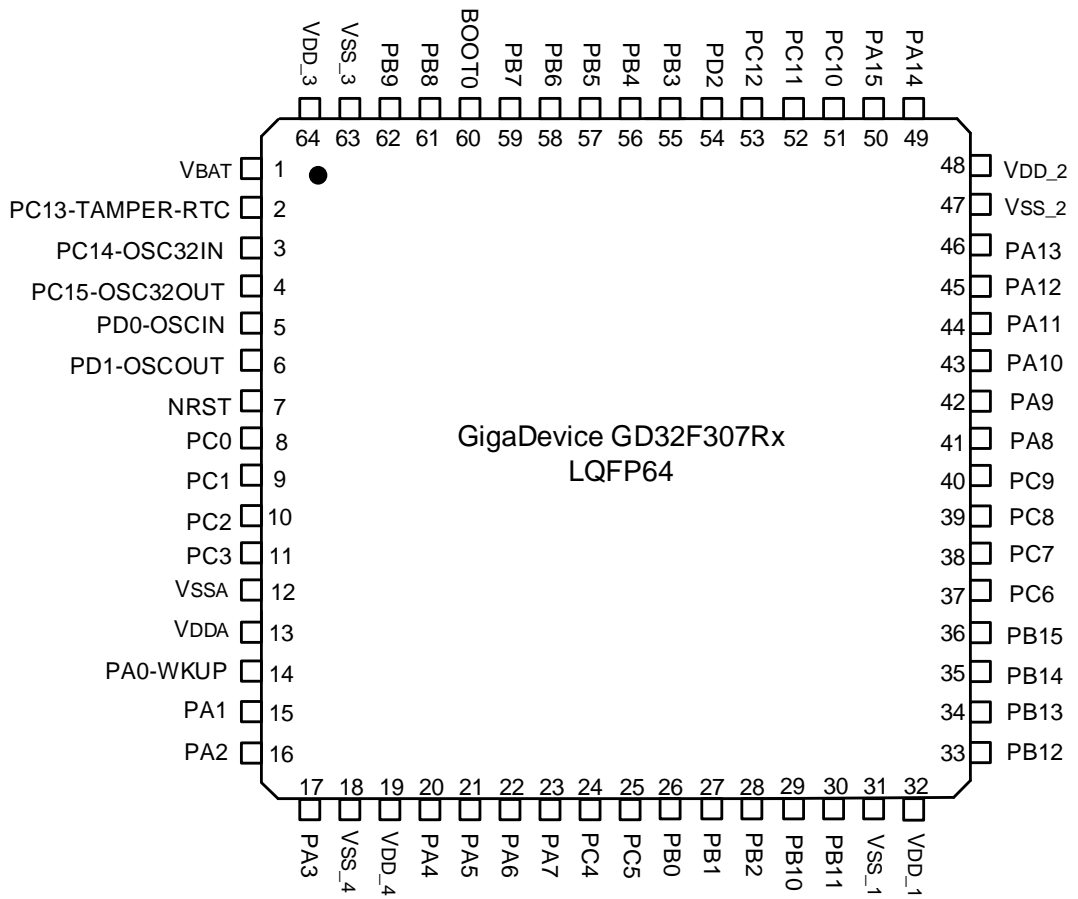 VDD_3
VSS_3
PB9
PB8
BOOT0
PB7
PB6
PB5
PB4
PB3
PD2
PC12
PC11
PC10
PA15
PA14
64 63 62 61 60 59 58 57 56 55 54 53 52 51 50 49
VBAT 1
PC13-TAMPER-RTC 2
PC14-OSC32IN 3
PC15-OSC32OUT 4
PD0-OSCIN 5
PD1-OSCOUT 6
NRST 7
PC0 8
PC1 9
PC2 10
PC3 11
VSSA 12
VDDA 13
PA0-WKUP 14
PA1 15
PA2 16
GigaDevice GD32F307Rx
LQFP64
48 VDD_2
47 VSS_2
46 PA13
45 PA12
44 PA11
43 PA10
42 PA9
41 PA8
40 PC9
39 PC8
38 PC7
37 PC6
36 PB15
35 PB14
34 PB13
33 PB12
17 18 19 20 21 22 23 24 25 26 27 28 29 30 31 32
PA3
VSS_4
VDD_4
PA4
PA5
PA6
PA7
PC4
PC5
PB0
PB1
PB2
PB10
PB11
VSS_1
VDD_1